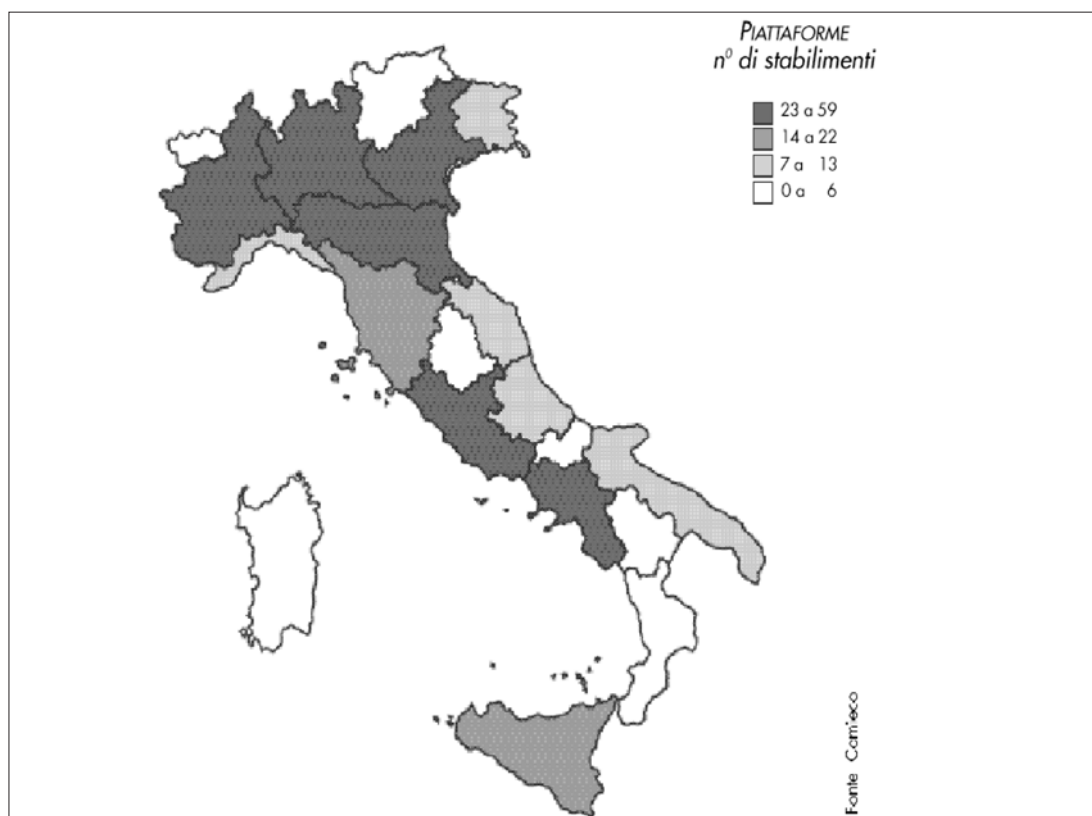 PIATTAFORME
n° di stabilimenti
23 a 59
14 a 22
7 a 13
0 a 6
Fonte Comieco